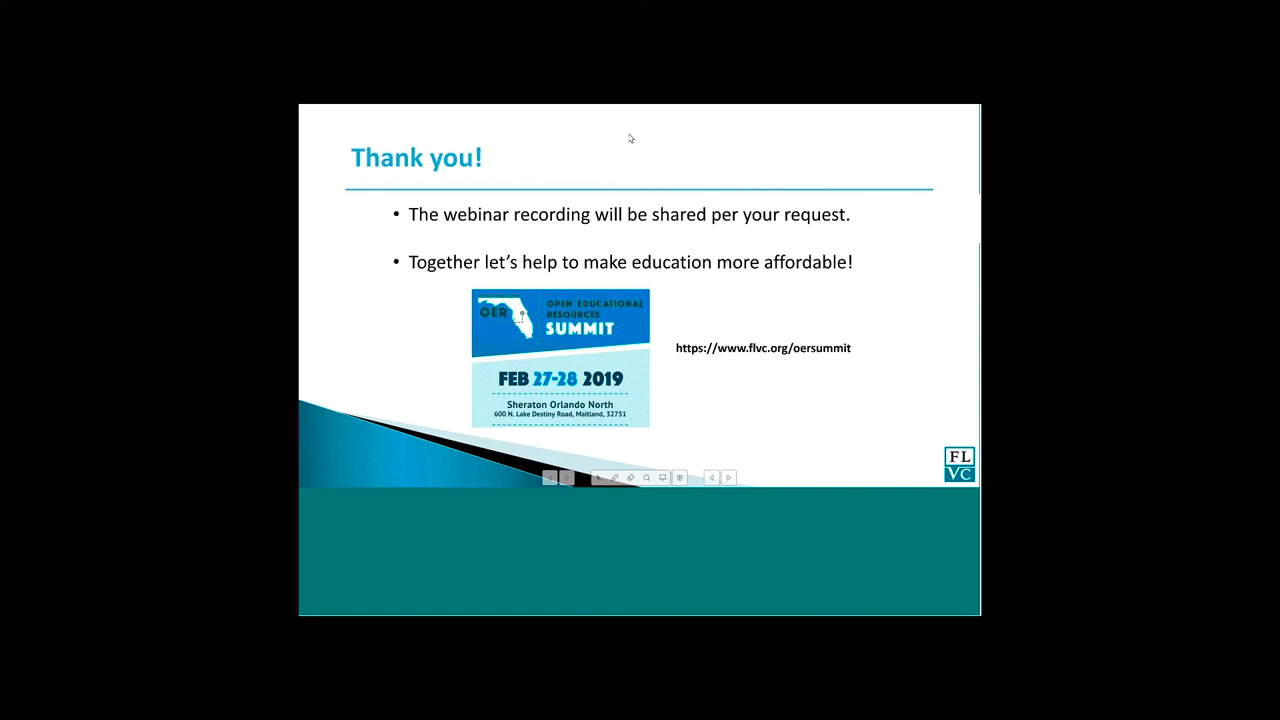 Thank you!
• The webinar recording will be shared per your request.
• Together let’s help to make education more affordable!
OER
OPEN EDUCATIONAL
RESOURCES
SUMMIT
FEB 27-28 2019
Sheraton Orlando North
600 N. Lake Destiny Road, Maitland, 32751
https://www.flvc.org/oersummit
FL
VC